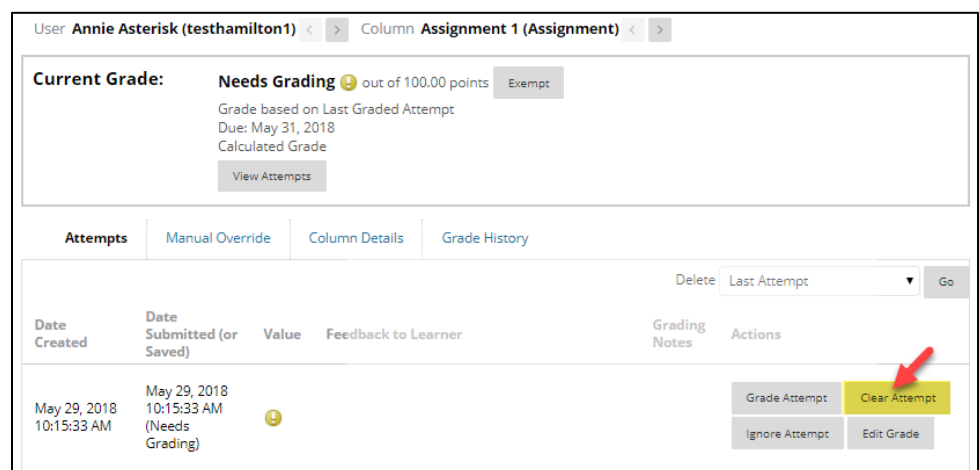 User Annie Asterisk (testhamilton1) < > Column Assignment 1 (Assignment) < >
Current Grade: Needs Grading ! out of 100.00 points Exempt
Grade based on Last Graded Attempt
Due: May 31, 2018
Calculated Grade
View Attempts
Attempts Manual Override Column Details Grade History
Delete Last Attempt Go
Date Created
Date Submitted (or Saved)
Value
Feedback to Learner
Grading Notes
Actions
May 29, 2018
10:15:33 AM
May 29, 2018
10:15:33 AM
(Needs
Grading)
!
Grade Attempt Clear Attempt
Ignore Attempt Edit Grade